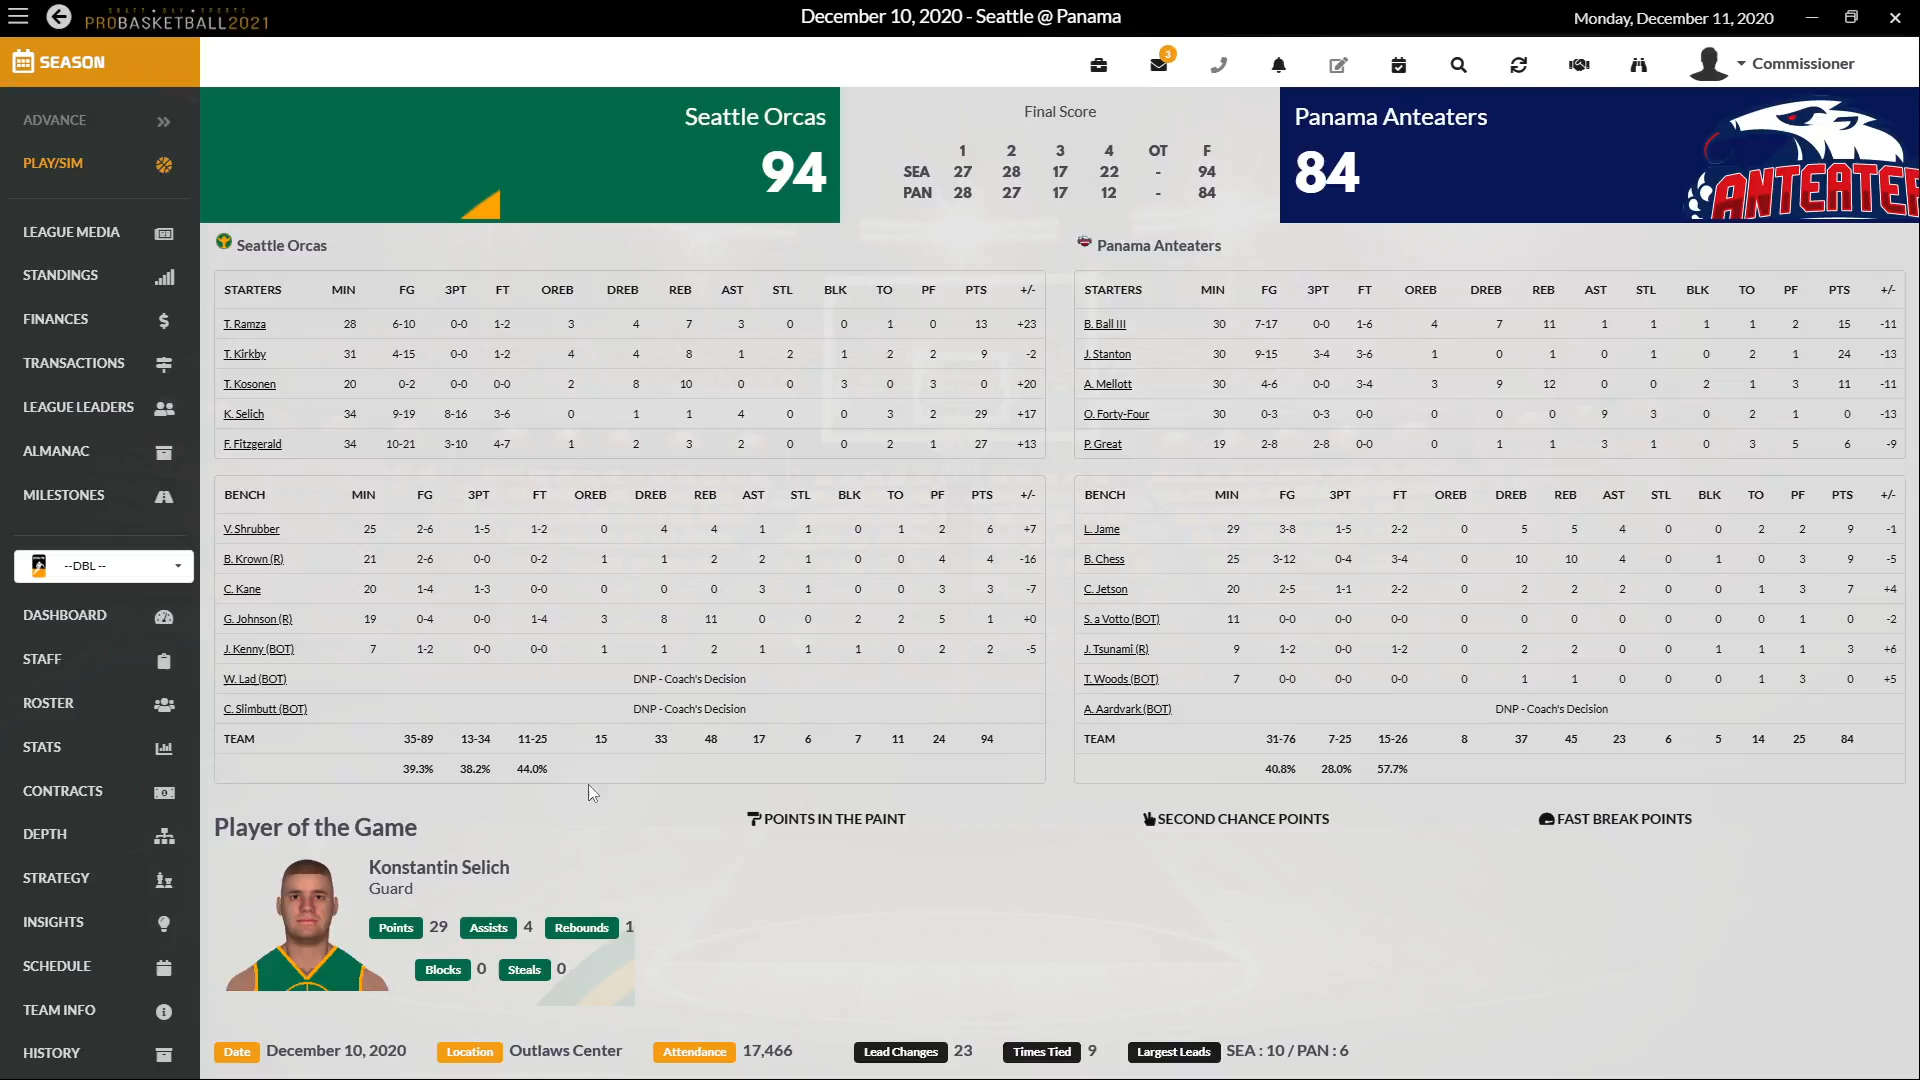 DRAFT DAY SPORTS
PROBASKETBALL2021
December 10, 2020 - Seattle @ Panama
Monday, December 11, 2020
SEASON
3
Commissioner
ADVANCE
PLAY/SIM
LEAGUE MEDIA
STANDINGS
FINANCES
TRANSACTIONS
LEAGUE LEADERS
ALMANAC
MILESTONES
--DBL --
DASHBOARD
STAFF
ROSTER
STATS
CONTRACTS
DEPTH
STRATEGY
INSIGHTS
SCHEDULE
TEAM INFO
HISTORY
Seattle Orcas
94
Final Score
1 2 3 4 OT F
SEA 27 28 17 22 - 94
PAN 28 27 17 12 - 84
Panama Anteaters
84
ANTEATER
Seattle Orcas
STARTERS MIN FG 3PT FT OREB DREB REB AST STL BLK TO PF PTS +/-
T. Ramza 28 6-10 0-0 1-2 3 4 7 3 0 0 1 0 13 +23
T. Kirkby 31 4-15 0-0 1-2 4 4 8 1 2 1 2 2 9 -2
T. Kosonen 20 0-2 0-0 0-0 2 8 10 0 0 3 0 3 0 +20
K. Selich 34 9-19 8-16 3-6 0 1 1 4 0 0 3 2 29 +17
F. Fitzgerald 34 10-21 3-10 4-7 1 2 3 2 0 0 2 1 27 +13
BENCH MIN FG 3PT FT OREB DREB REB AST STL BLK TO PF PTS +/-
V. Shrubber 25 2-6 1-5 1-2 0 4 4 1 1 0 1 2 6 +7
B. Krown (R) 21 2-6 0-0 0-2 1 1 2 2 1 0 0 4 4 -16
C. Kane 20 1-4 1-3 0-0 0 0 0 3 1 0 0 3 3 -7
G. Johnson (R) 19 0-4 0-0 1-4 3 8 11 0 0 2 2 5 1 +0
J. Kenny (BOT) 7 1-2 0-0 0-0 1 1 2 1 1 1 0 2 2 -5
W. Lad (BOT) DNP - Coach's Decision
C. Slimbutt (BOT) DNP - Coach's Decision
TEAM 35-89 13-34 11-25 15 33 48 17 6 7 11 24 94
39.3% 38.2% 44.0%
Panama Anteaters
STARTERS MIN FG 3PT FT OREB DREB REB AST STL BLK TO PF PTS +/-
B. Ball III 30 7-17 0-0 1-6 4 7 11 1 1 1 1 2 15 -11
J. Stanton 30 9-15 3-4 3-6 1 0 1 0 1 0 2 1 24 -13
A. Mellott 30 4-6 0-0 3-4 3 9 12 0 0 2 1 3 11 -11
O. Forty-Four 30 0-3 0-3 0-0 0 0 0 9 3 0 2 1 0 -13
P. Great 19 2-8 2-8 0-0 0 1 1 3 1 0 3 5 6 -9
BENCH MIN FG 3PT FT OREB DREB REB AST STL BLK TO PF PTS +/-
L. Jame 29 3-8 1-5 2-2 0 5 5 4 0 0 2 2 9 -1
B. Chess 25 3-12 0-4 3-4 0 10 10 4 0 1 0 3 9 -5
C. Jetson 20 2-5 1-1 2-2 0 2 2 2 0 0 1 3 7 +4
S. a Votto (BOT) 11 0-0 0-0 0-0 0 0 0 0 0 0 0 1 0 -2
J. Tsunami (R) 9 1-2 0-0 1-2 0 2 2 0 0 1 1 1 3 +6
T. Woods (BOT) 7 0-0 0-0 0-0 0 1 1 0 0 0 1 3 0 +5
A. Aardvark (BOT) DNP - Coach's Decision
TEAM 31-76 7-25 15-26 8 37 45 23 6 5 14 25 84
40.8% 28.0% 57.7%
Player of the Game
Konstantin Selich
Guard
Points 29 Assists 4 Rebounds 1
Blocks 0 Steals 0
POINTS IN THE PAINT
SECOND CHANCE POINTS
FAST BREAK POINTS
Date December 10, 2020 Location Outlaws Center Attendance 17,466 Lead Changes 23 Times Tied 9 Largest Leads SEA : 10 / PAN : 6